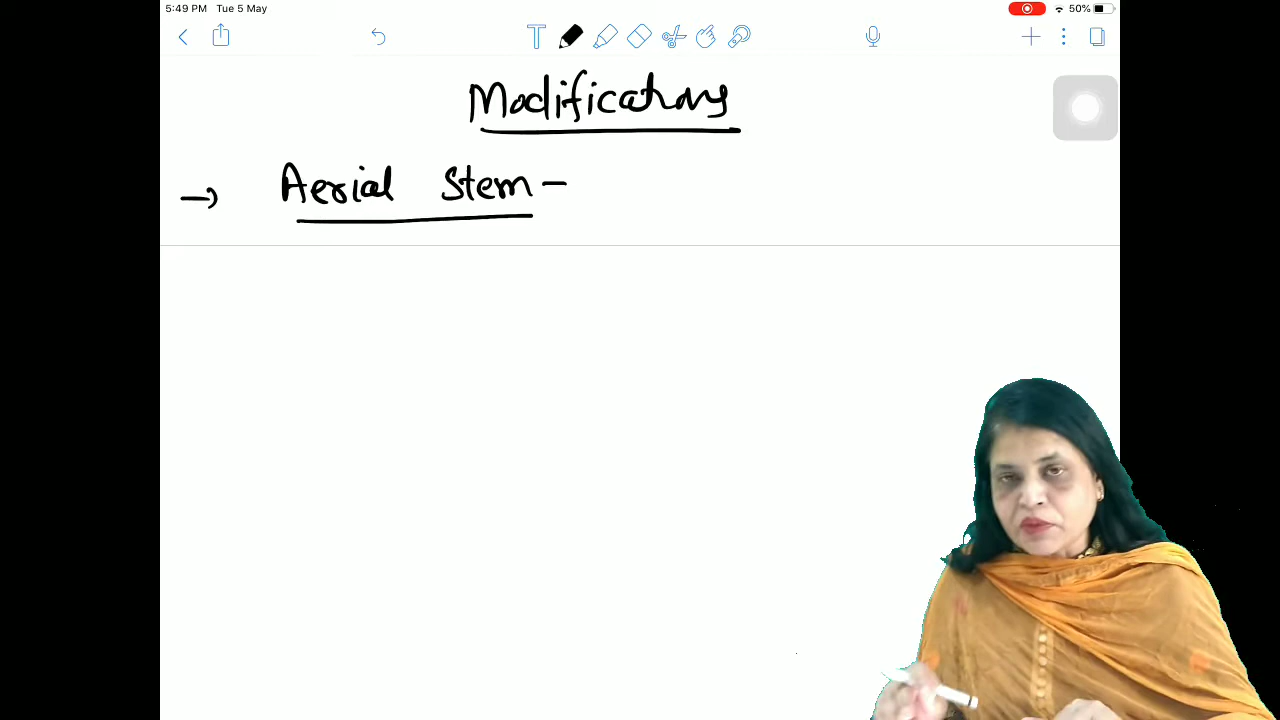 5:49 PM Tue 5 May
50%
Modifications
→ Aerial Stem –